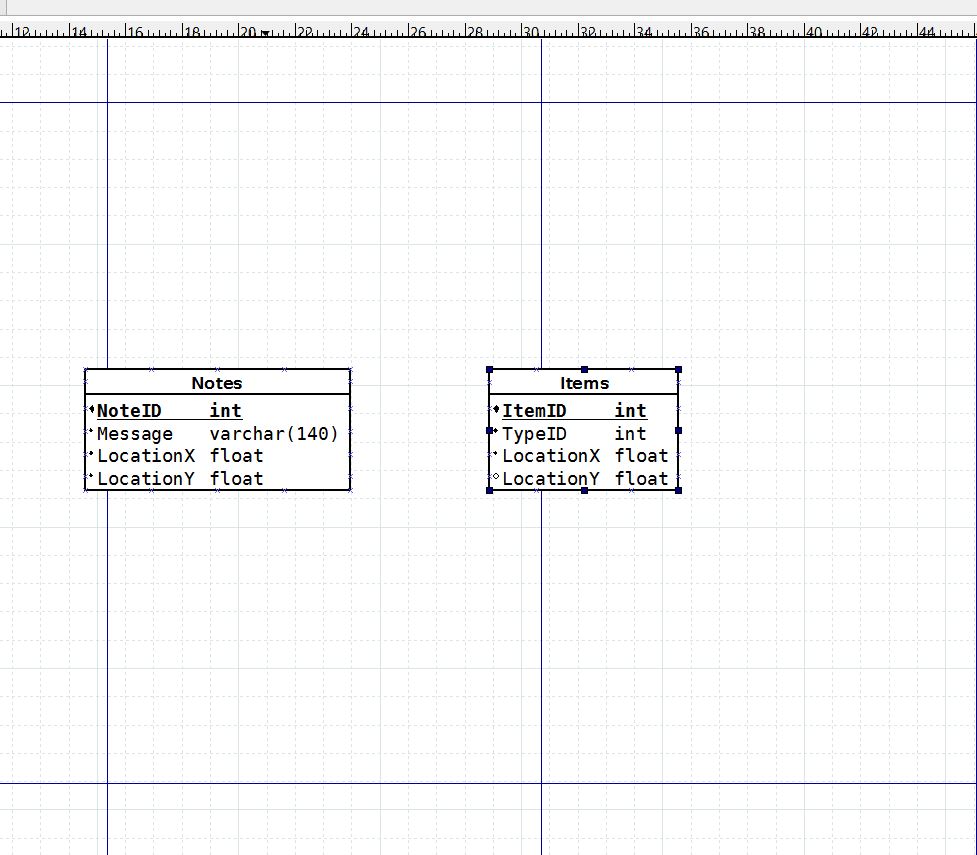 12 14 16 18 20 22 24 26 28 30 32 34 36 38 40 42 44
Notes
NoteID int
Message varchar(140)
LocationX float
LocationY float
Items
ItemID int
TypeID int
LocationX float
LocationY float